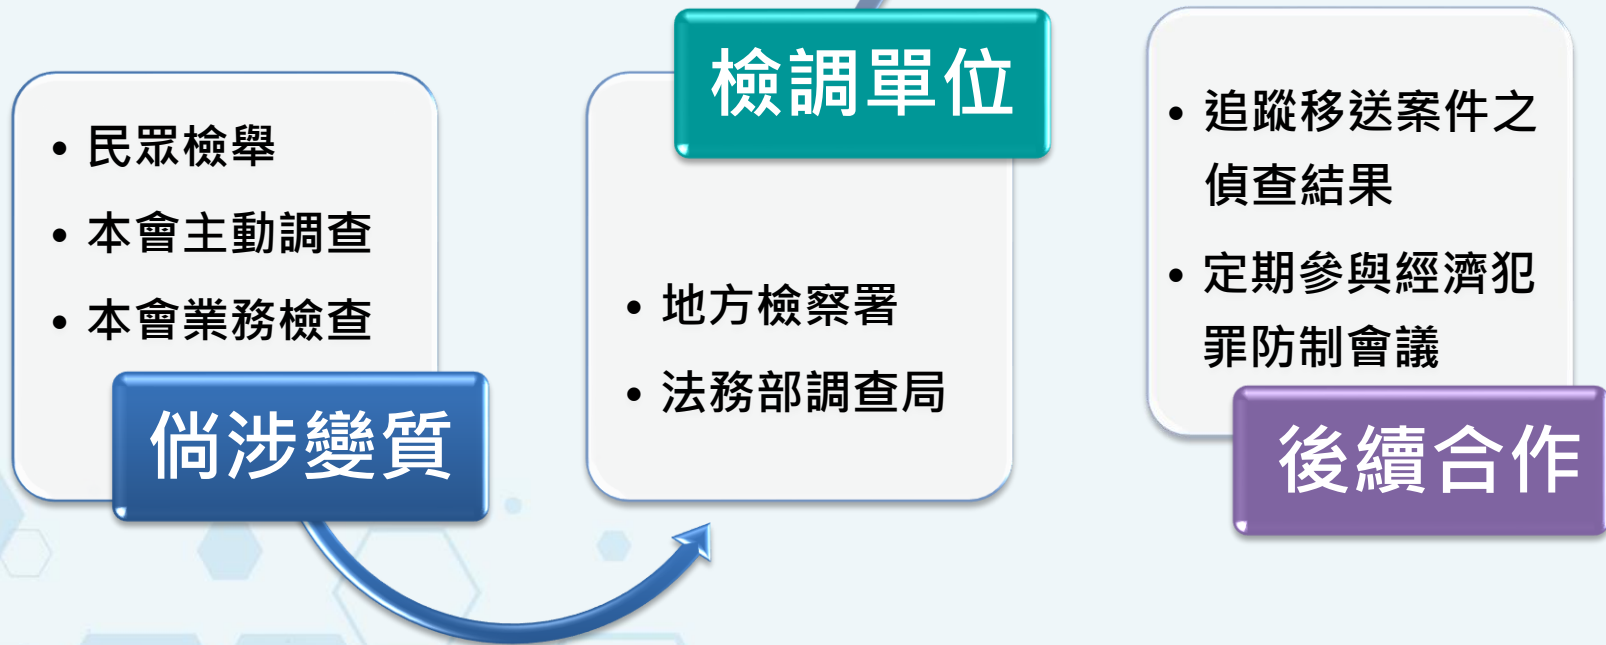 • 民眾檢舉
• 本會主動調查
• 本會業務檢查
倘涉變質
檢調單位
• 地方檢察署
• 法務部調查局
• 追蹤移送案件之
偵查結果
• 定期參與經濟犯
罪防制會議
後續合作